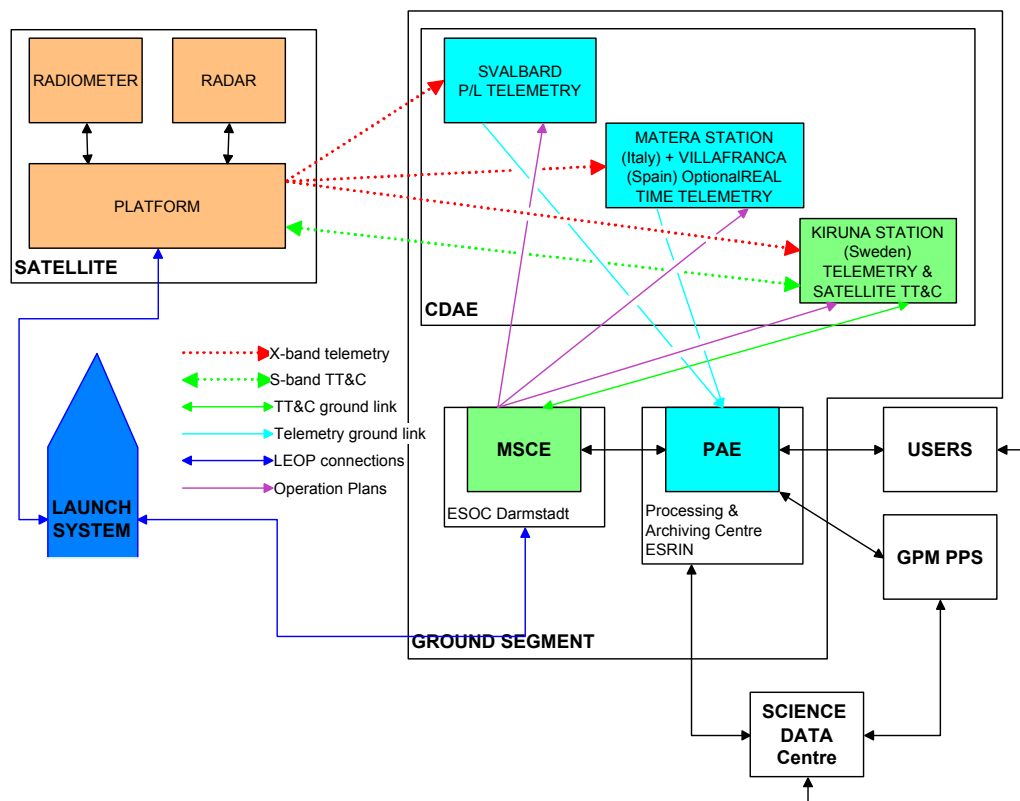 RADIOMETER
RADAR
PLATFORM
SATELLITE
SVALBARD
P/L TELEMETRY
MATERA STATION
(Italy) + VILLAFRANCA
(Spain) OptionalREAL
TIME TELEMETRY
KIRUNA STATION
(Sweden)
TELEMETRY &
SATELLITE TT&C
CDAE
X-band telemetry
S-band TT&C
TT&C ground link
Telemetry ground link
LEOP connections
Operation Plans
LAUNCH
SYSTEM
MSCE
ESOC Darmstadt
PAE
Processing &
Archiving Centre
ESRIN
USERS
GPM PPS
GROUND SEGMENT
SCIENCE
DATA
Centre